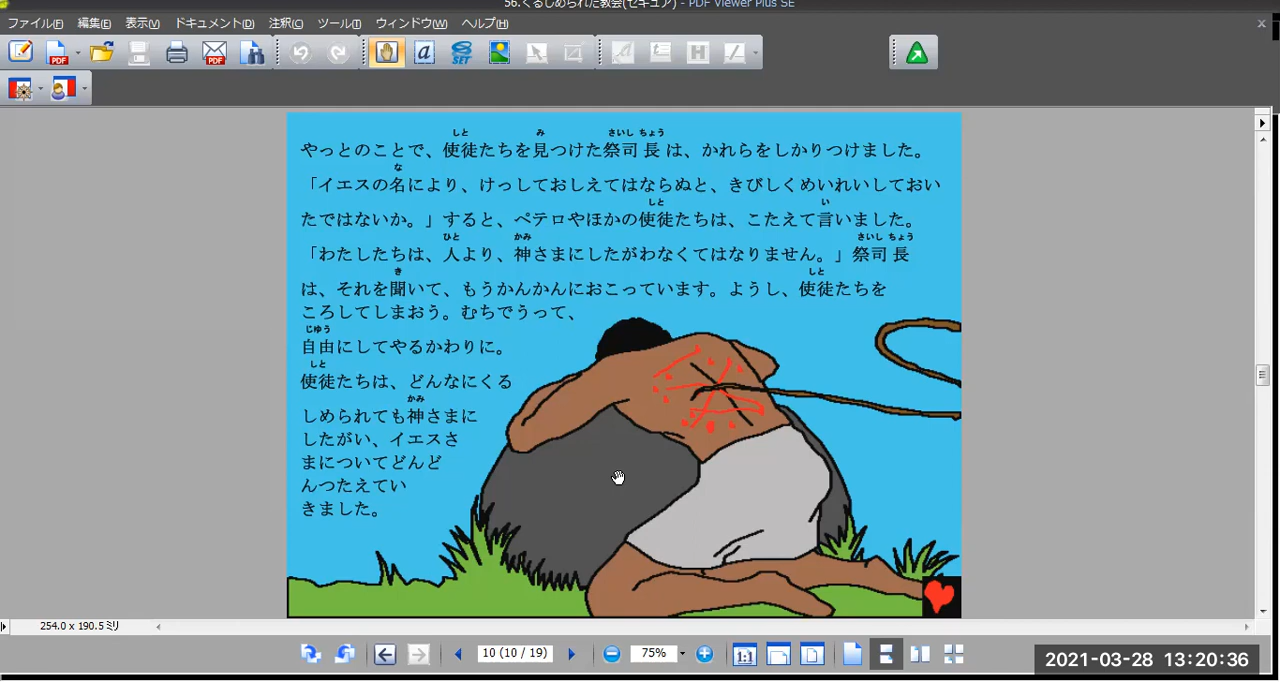 56.くるしめられた教会(セキュア) - PDF Viewer Plus SE
ファイル(F) 編集(E) 表示(V) ドキュメント(D) 注釈(C) ツール(T) ウィンドウ(W) ヘルプ(H)
しと み さいし ちょう
やっとのことで、使徒たちを見つけた祭司長は、かれらをしかりつけました。
な
「イエスの名により、けっしておしえてはならぬと、きびしくめいれいしておい
しと い
たではないか。」すると、ペテロやほかの使徒たちは、こたえて言いました。
ひと かみ さいし ちょう
「わたしたちは、人より、神さまにしたがわなくてはなりません。」祭司長
き しと
は、それを聞いて、もうかんかんにおこっています。ようし、使徒たちを
ころしてしまおう。むちでうって、
じゆう
自由にしてやるかわりに。
しと
使徒たちは、どんなにくる
かみ
しめられても神さまに
したがい、イエスさ
まについてどんど
んつたえてい
きました。
254.0 x 190.5 ミリ
10 (10 / 19) 75% 1:1
2021-03-28 13:20:36